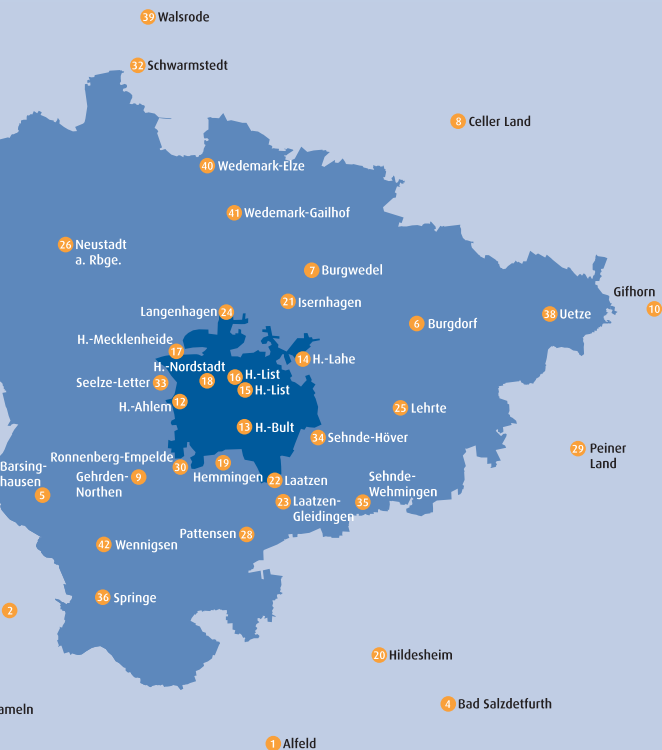 39 Walsrode
32 Schwarmstedt
8 Celler Land
40 Wedemark-Elze
41 Wedemark-Gailhof
26 Neustadt
a. Rbge.
7 Burgwedel
Gifhorn
10
21 Isernhagen
Langenhagen 24
38 Uetze
6 Burgdorf
H.-Mecklenheide
17
14 H.-Lahe
H.-Nordstadt
18
16 H.-List
Seelze-Letter 33
15 H.-List
H.-Ahlem 12
25 Lehrte
13 H.-Bult
34 Sehnde-Höver
29 Peiner
Land
Ronnenberg-Empelde
30
19
Hemmingen
Barsing-
hausen
5
Gehrden-
Northen
9
22 Laatzen
Sehnde-
Wehmingen
35
23 Laatzen-
Gleidingen
Pattensen 28
42 Wennigsen
36 Springe
2
20 Hildesheim
4 Bad Salzdetfurth
ameln
1 Alfeld